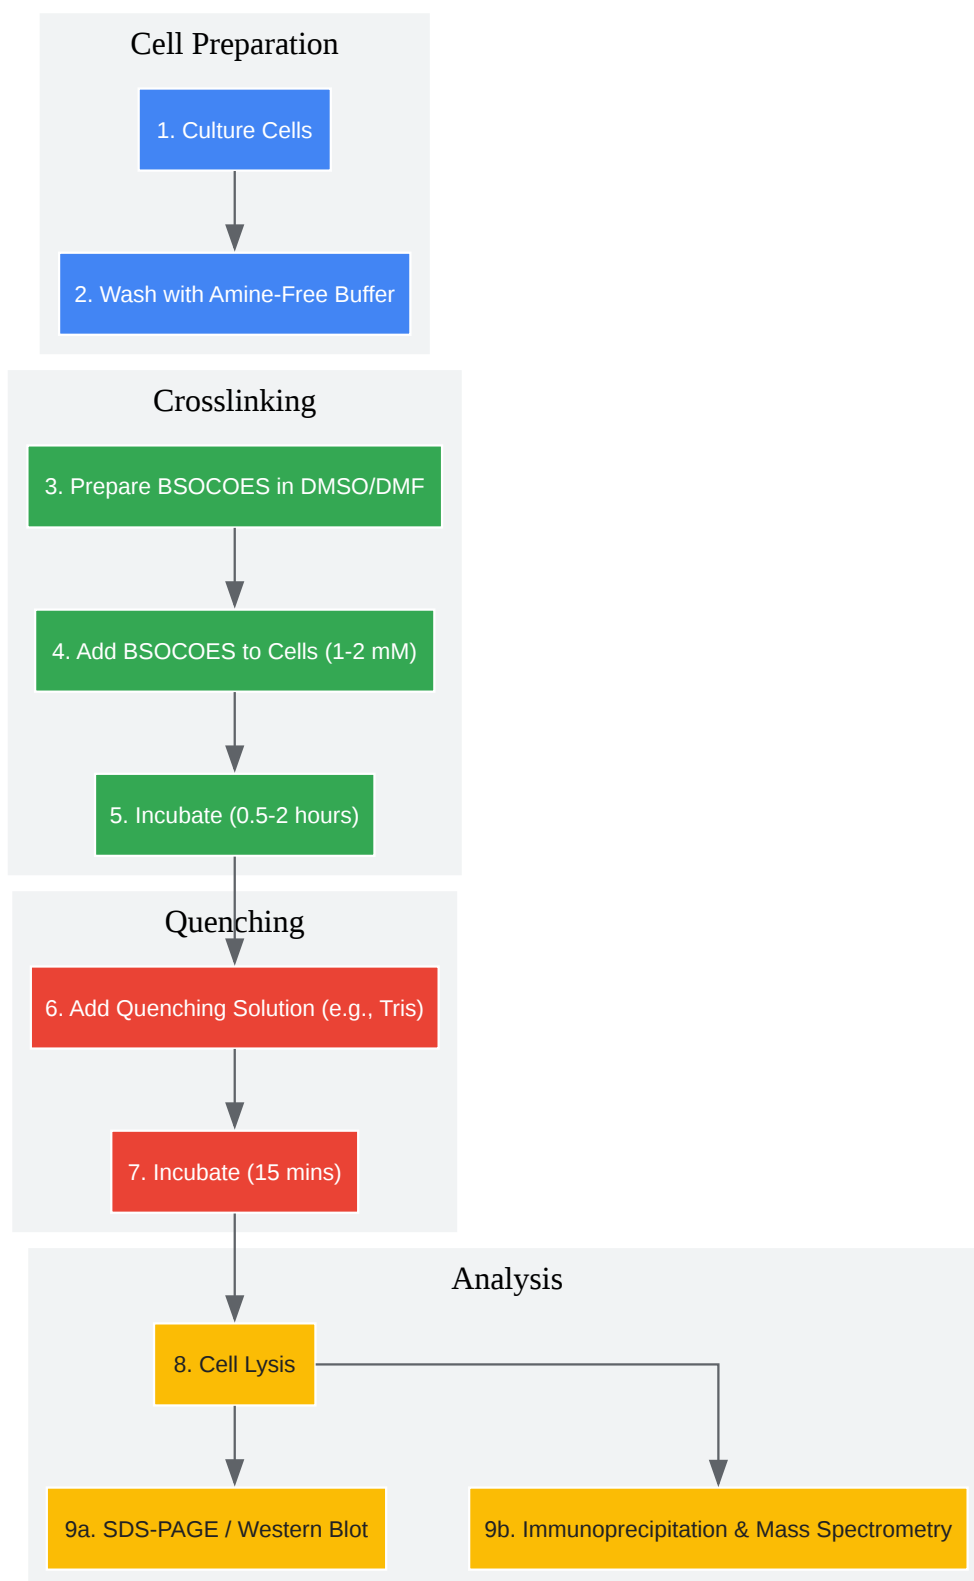 Cell Preparation
1. Culture Cells
2. Wash with Amine-Free Buffer
Crosslinking
3. Prepare BSOCOES in DMSO/DMF
4. Add BSOCOES to Cells (1-2 mM)
5. Incubate (0.5-2 hours)
Quenching
6. Add Quenching Solution (e.g., Tris)
7. Incubate (15 mins)
Analysis
8. Cell Lysis
9a. SDS-PAGE / Western Blot
9b. Immunoprecipitation & Mass Spectrometry